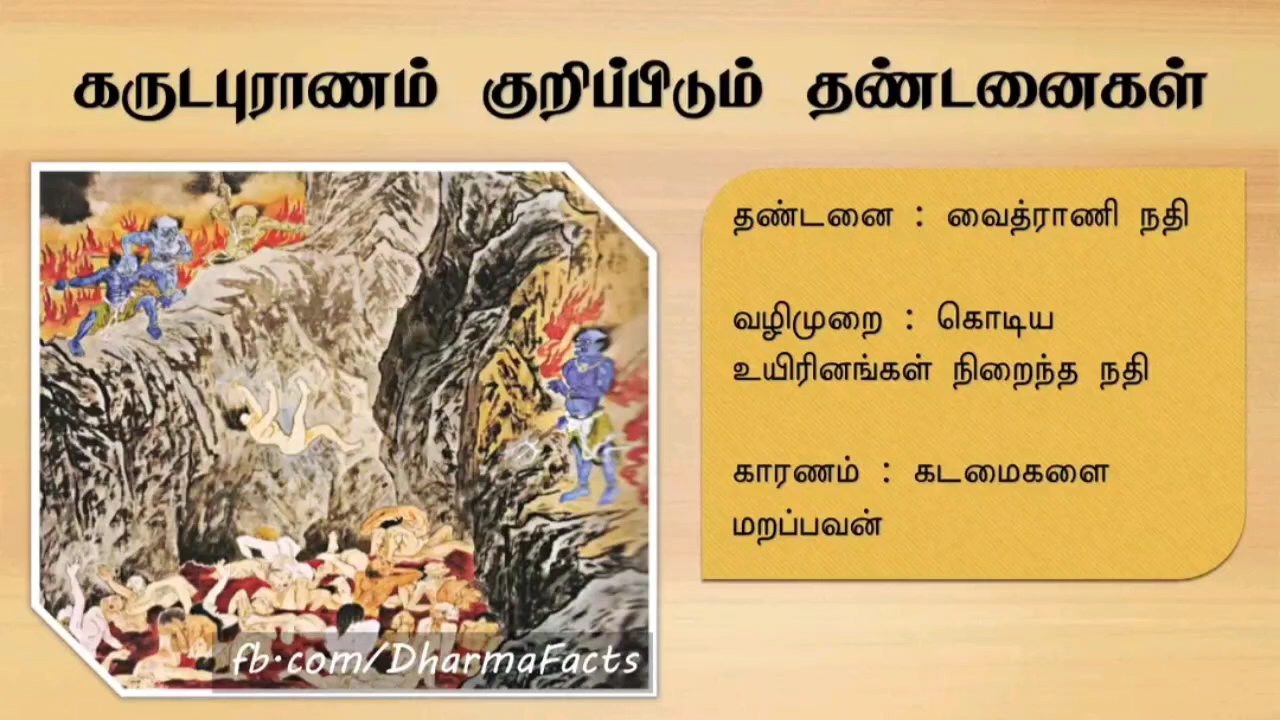 கருடபுராணம் குறிப்பிடும் தண்டனைகள்
தண்டனை : வைத்ராணி நதி
வழிமுறை : கொடிய
உயிரினங்கள் நிறைந்த நதி
காரணம் : கடமைகளை
மறப்பவன்
fb.com/DharmaFacts